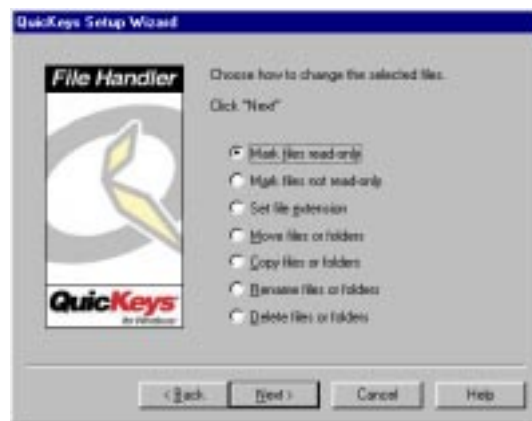 QuicKeys Setup Wizard
File Handler
Choose how to change the selected files.
Click "Next"
Mark files read-only
Mark files not read-only
Set file extension
Move files or folders
Copy files or folders
Rename files or folders
Delete files or folders
QuicKeys
for Windows
< Back
Next >
Cancel
Help